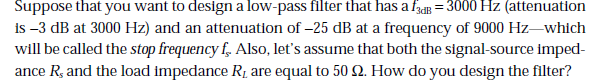 Suppose that you want to design a low-pass filter that has a f3dB = 3000 Hz (attenuation
is –3 dB at 3000 Hz) and an attenuation of –25 dB at a frequency of 9000 Hz—which
will be called the stop frequency fs. Also, let's assume that both the signal-source imped-
ance Rs and the load impedance RL are equal to 50 Ω. How do you design the filter?